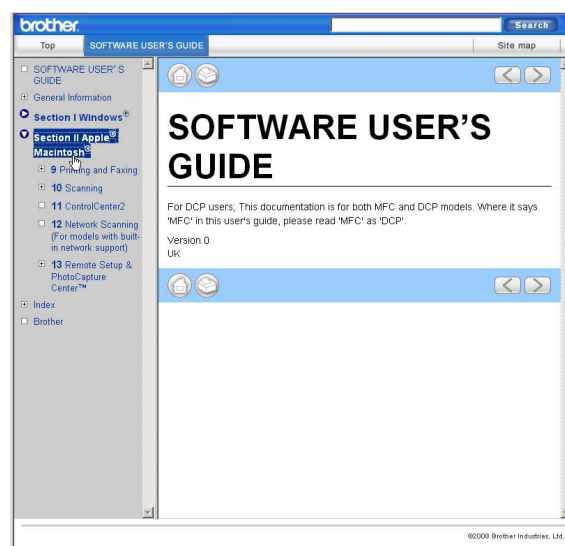 brother.
Search
Top
SOFTWARE USER'S GUIDE
Site map
SOFTWARE USER' S
GUIDE
General Information
Section I Windows®
Section II Apple®
Macintosh®
9 Printing and Faxing
10 Scanning
11 ControlCenter2
12 Network Scanning
(For models with built-
in network support)
13 Remote Setup &
PhotoCapture
Center™
Index
Brother
SOFTWARE USER'S
GUIDE
For DCP users; This documentation is for both MFC and DCP models. Where it says
'MFC' in this user's guide, please read 'MFC' as 'DCP'.
Version 0
UK
©2008 Brother Industries, Ltd.